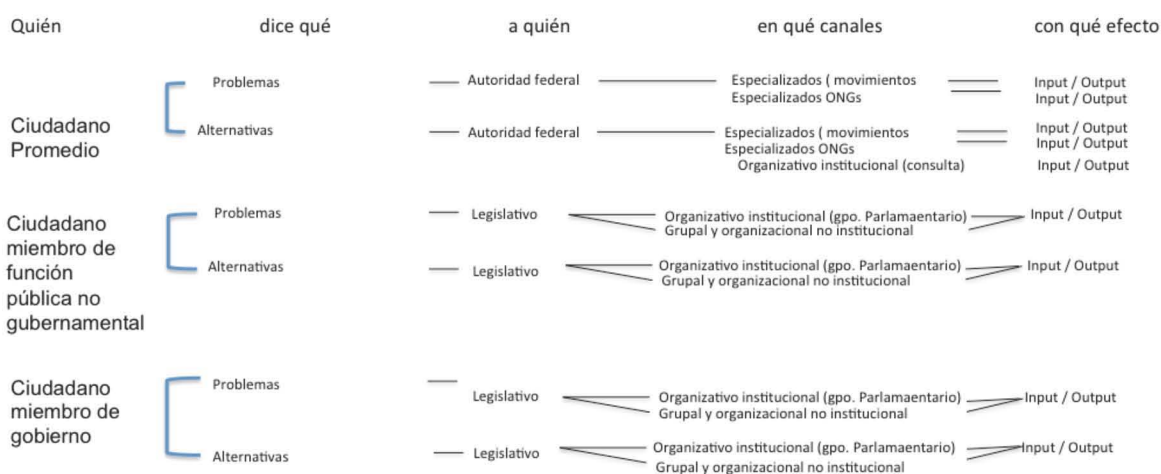 Quién dice qué a quién en qué canales con qué efecto
Problemas Autoridad federal Especializados ( movimientos Input / Output
Especializados ONGs Input / Output
Ciudadano
Promedio
Alternativas Autoridad federal Especializados ( movimientos Input / Output
Especializados ONGs Input / Output
Organizativo institucional (consulta) Input / Output
Ciudadano
miembro de
función
pública no
gubernamental
Problemas Legislativo Organizativo institucional (gpo. Parlamaentario) Input / Output
Grupal y organizacional no institucional
Alternativas Legislativo Organizativo institucional (gpo. Parlamaentario) Input / Output
Grupal y organizacional no institucional
Ciudadano
miembro de
gobierno
Problemas Legislativo Organizativo institucional (gpo. Parlamaentario) Input / Output
Grupal y organizacional no institucional
Alternativas Legislativo Organizativo institucional (gpo. Parlamaentario) Input / Output
Grupal y organizacional no institucional